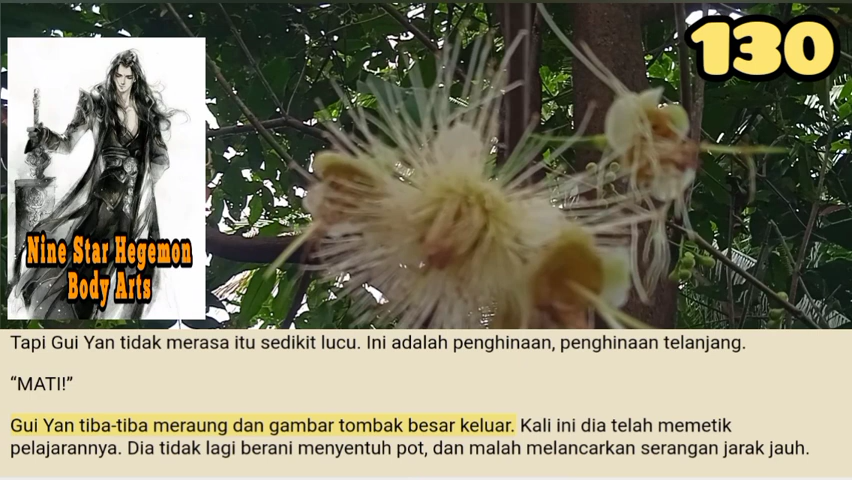 130
Nine Star Hegemon
Body Arts
Tapi Gui Yan tidak merasa itu sedikit lucu. Ini adalah penghinaan, penghinaan telanjang.
“MATI!”
Gui Yan tiba-tiba meraung dan gambar tombak besar keluar. Kali ini dia telah memetik
pelajarannya. Dia tidak lagi berani menyentuh pot, dan malah melancarkan serangan jarak jauh.